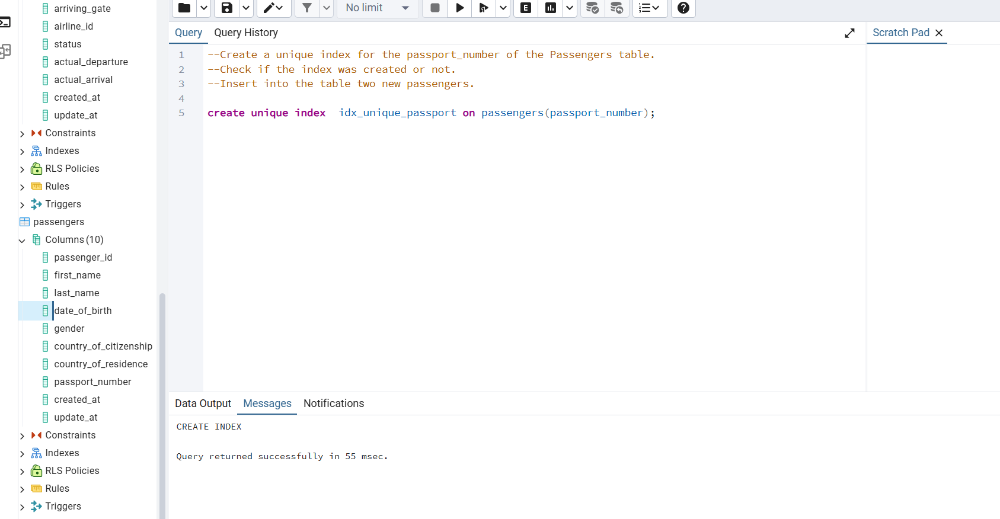 arriving_gate
airline_id
status
actual_departure
actual_arrival
created_at
update_at
Constraints
Indexes
RLS Policies
Rules
Triggers
passengers
Columns (10)
passenger_id
first_name
last_name
date_of_birth
gender
country_of_citizenship
country_of_residence
passport_number
created_at
update_at
Constraints
Indexes
RLS Policies
Rules
Triggers
No limit
E
Query Query History
Scratch Pad
1 --Create a unique index for the passport_number of the Passengers table.
2 --Check if the index was created or not.
3 --Insert into the table two new passengers.
4
5 create unique index  idx_unique_passport on passengers(passport_number);
Data Output Messages Notifications
CREATE INDEX
Query returned successfully in 55 msec.